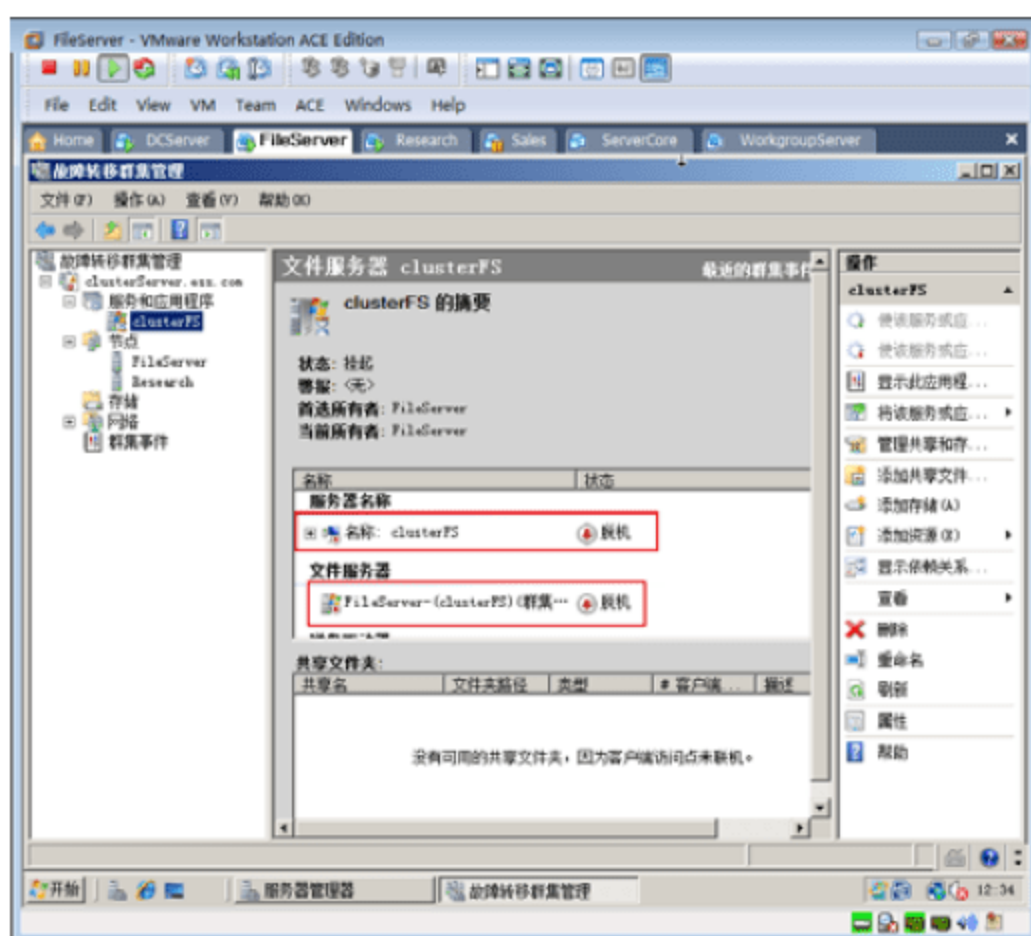 FileServer - VMware Workstation ACE Edition
File Edit View VM Team ACE Windows Help
Home DCServer FileServer Research Sales ServerCore WorkgroupServer
故障转移群集管理
文件(F) 操作(A) 查看(V) 帮助(H)
故障转移群集管理
clusterServer.ess.com
服务和应用程序
clusterFS
节点
FileServer
Research
存储
网络
群集事件
文件服务器 clusterFS 最近的群集事件
clusterFS 的摘要
状态: 挂起
警报: <无>
首选所有者: FileServer
当前所有者: FileServer
名称 状态
服务器名称
名称: clusterFS 脱机
文件服务器
FileServer-(clusterFS)(群集… 脱机
共享文件夹:
共享名 文件夹路径 类型 # 客户端... 描述
没有可用的共享文件夹，因为客户端访问点未联机。
操作
clusterFS
使该服务或应...
使该服务或应...
显示此应用程...
将该服务或应...
管理共享和存...
添加共享文件...
添加存储(A)
添加资源(R)
显示依赖关系...
查看
删除
重命名
刷新
属性
帮助
开始 服务器管理器 故障转移群集管理 12:34